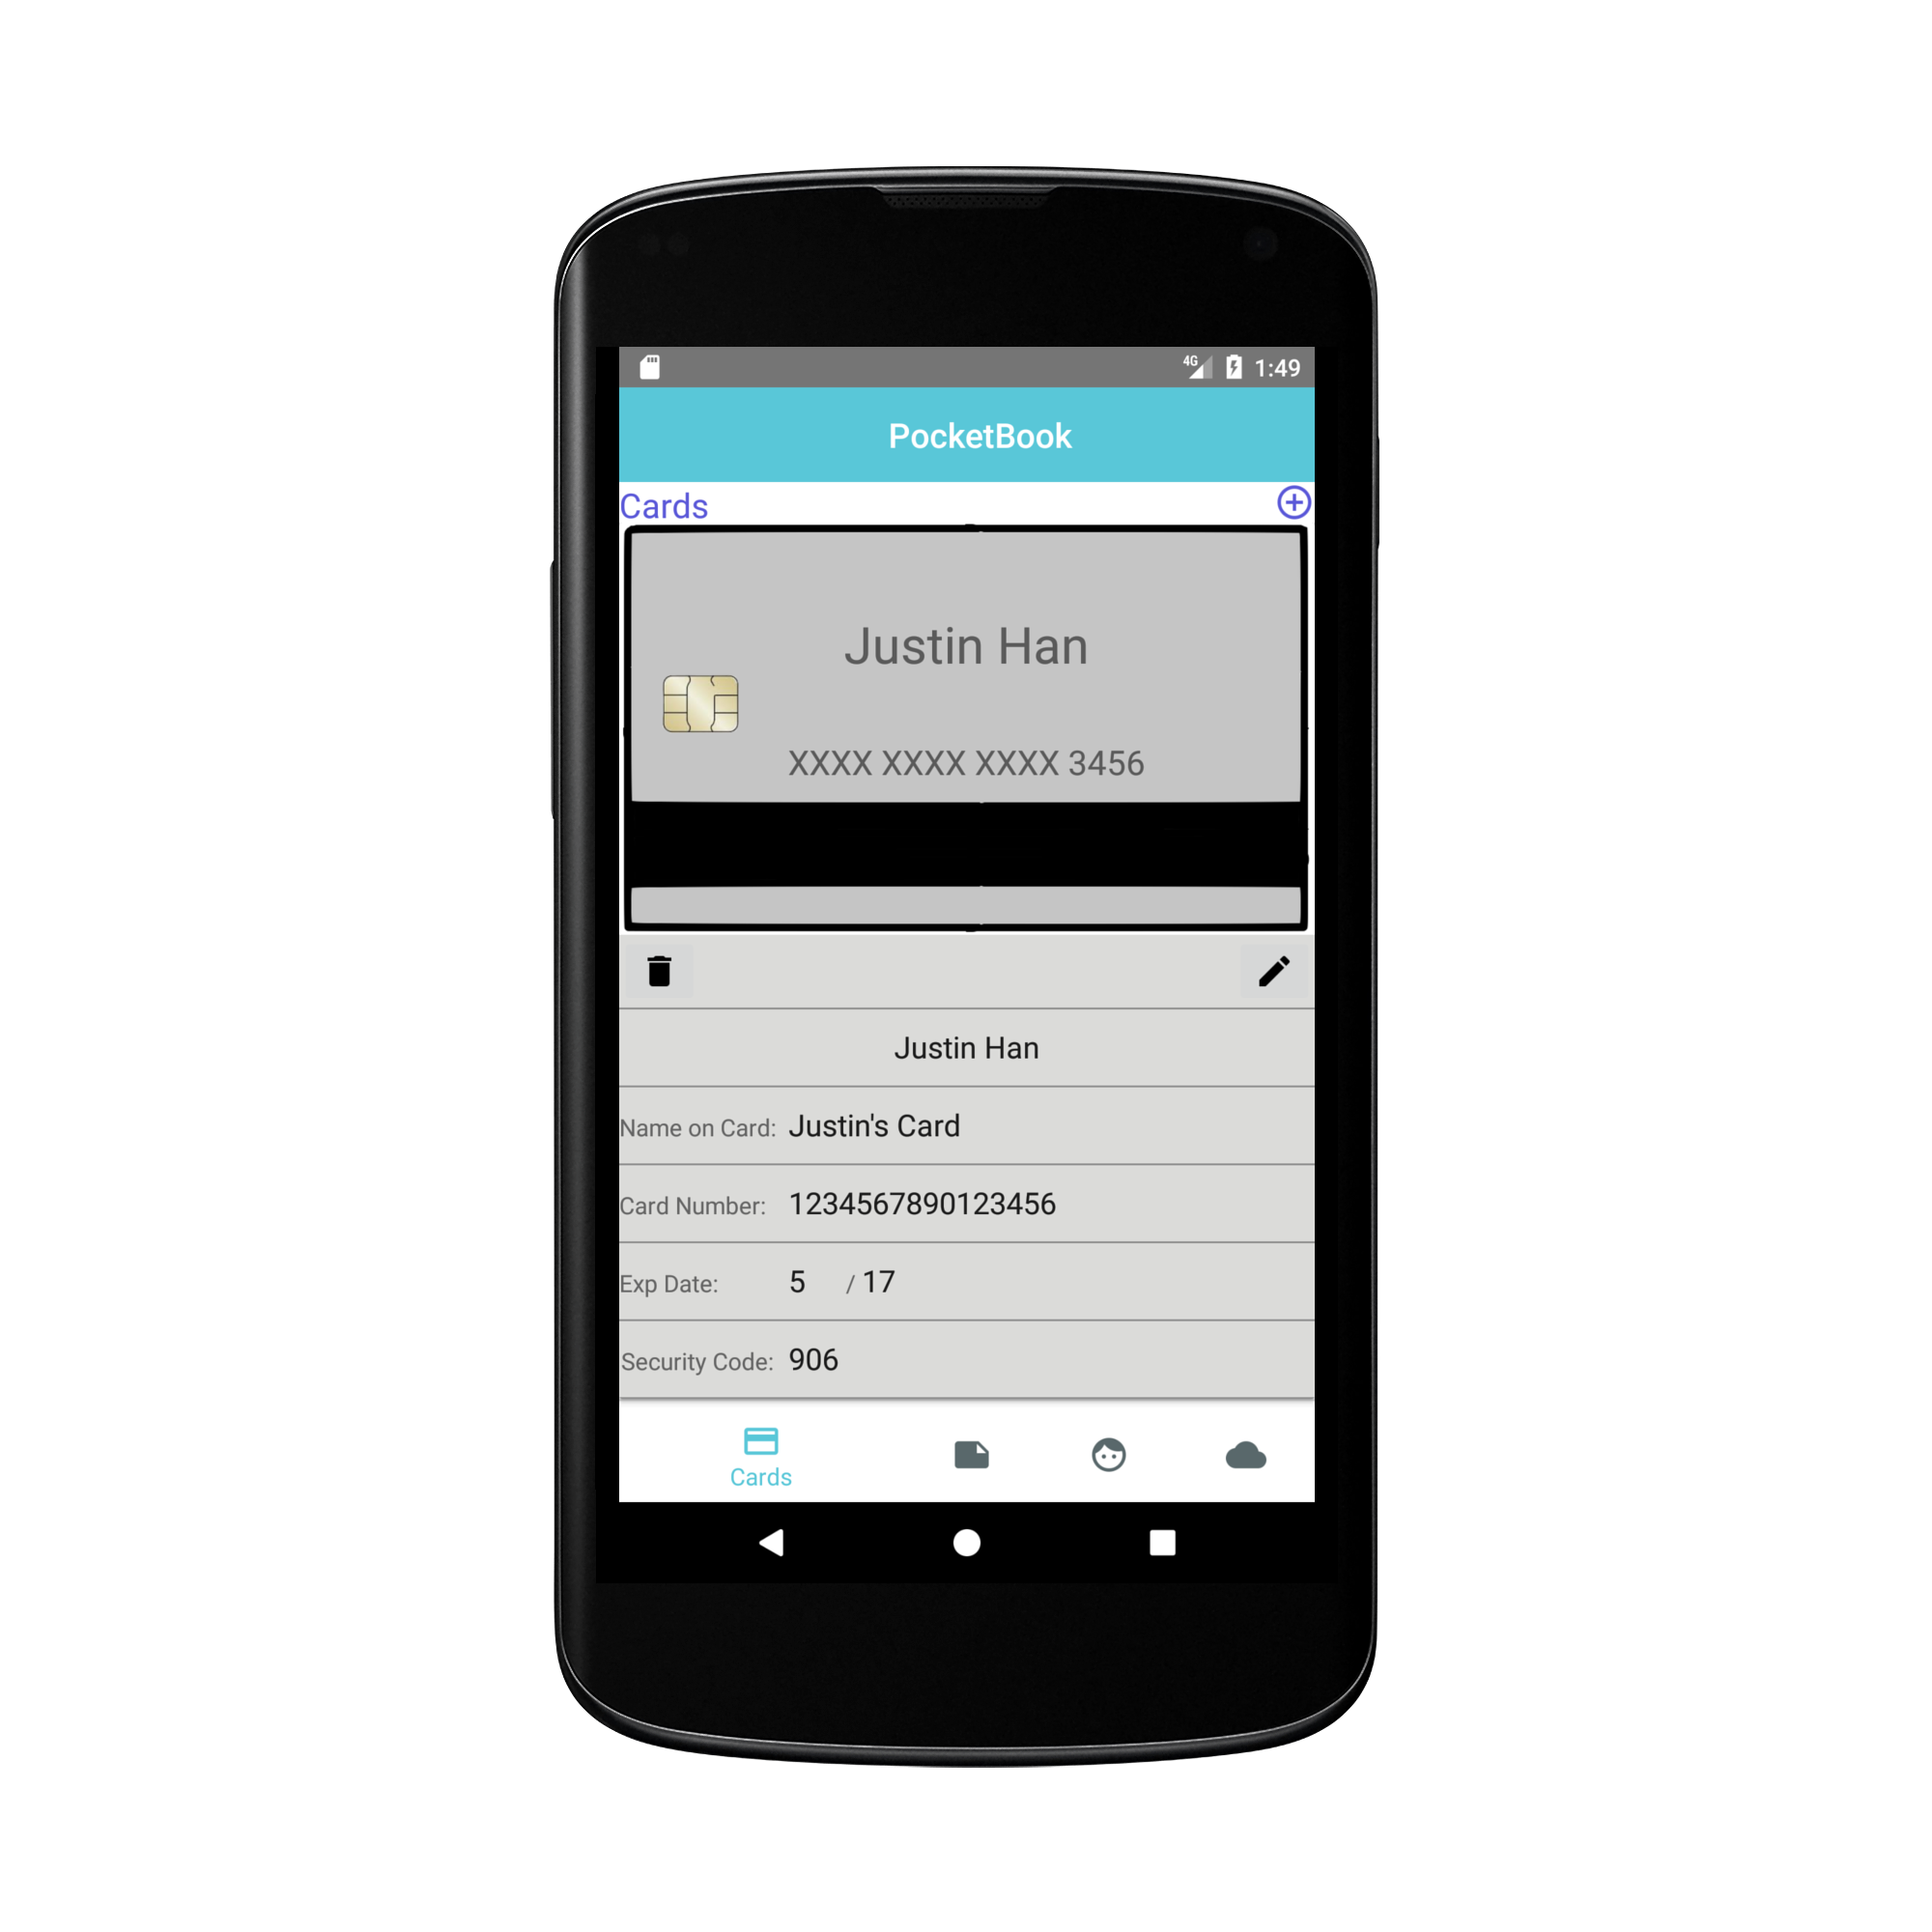 4G 1:49
PocketBook
Cards
Justin Han
XXXX XXXX XXXX 3456
Justin Han
Name on Card: Justin's Card
Card Number: 1234567890123456
Exp Date: 5 / 17
Security Code: 906
Cards